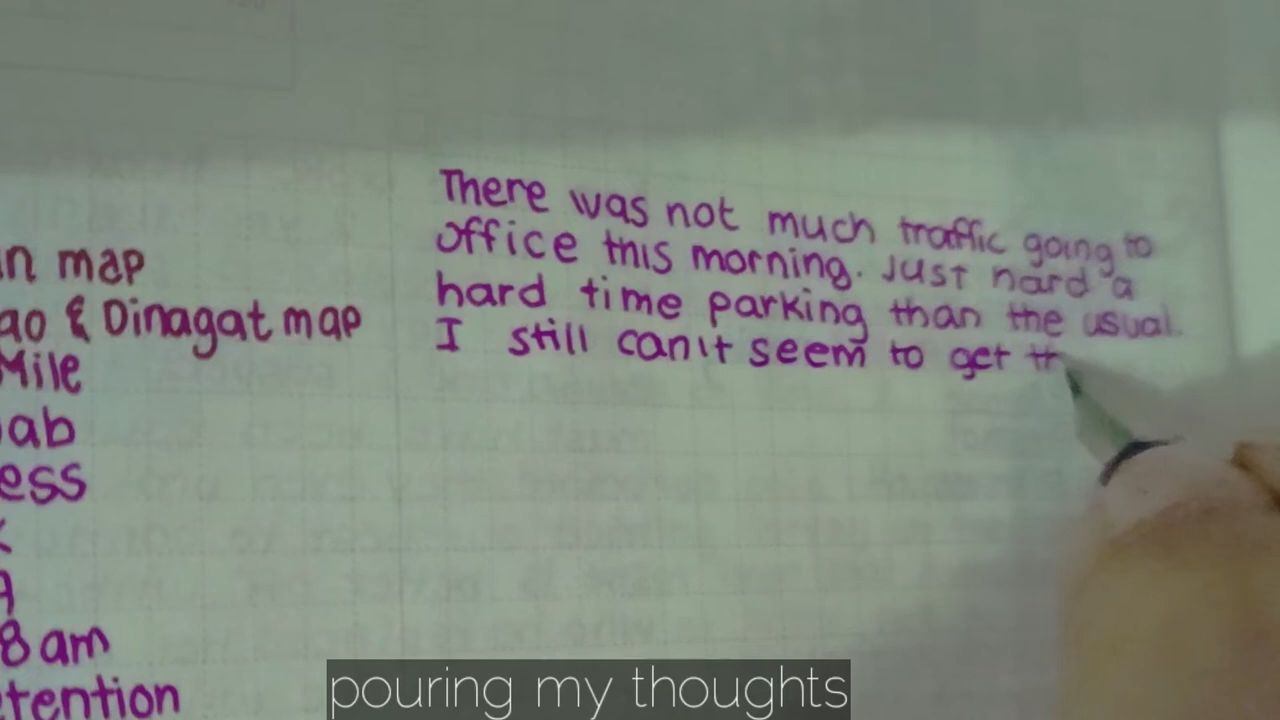 in map
ao & Dinagat map
Mile
ab
ess
8 am
tention
There was not much traffic going to
office this morning. Just hard a
hard time parking than the usual.
I still can't seem to get th
pouring my thoughts